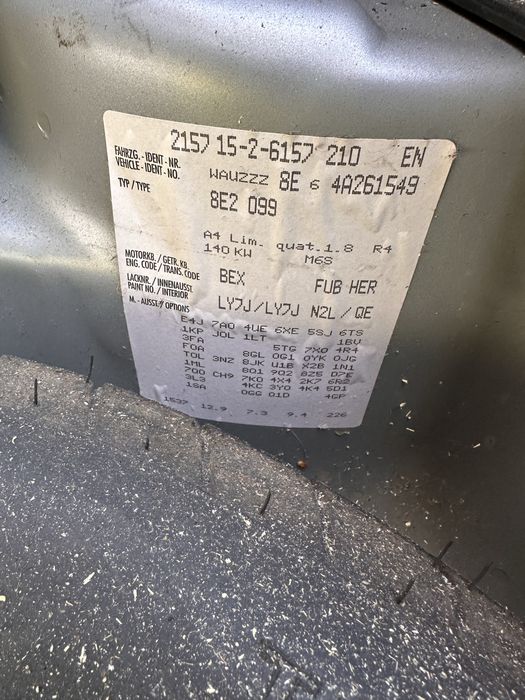 2157 15-2-6157 210 EN
FAHRZG.-IDENT-NR.
VEHICLE-IDENT-NO.
WAUZZZ 8E 6 4A261549
TYP/TYPE
8E2 099
A4 Lim. quat.1.8 R4
140 KW M6S
MOTORKB./GETR.KB.
ENG. CODE/TRANS. CODE
BEX FUB HER
LACKNR./INNENAUSST.
PAINT NO./INTERIOR
LY7J/LY7J N2L / QE
M.-AUSST./OPTIONS
E4J 7A0 4UE 6XE 5SJ 6TS
1KP J0L 1LT 1BV
3FA 5TG 7X0 4R4
F0A 8GL 0G1 0YK 0JG
T0L 3NZ 8JK U1B X2B 1N1
1ML 8Q1 9Q2 8Z5 D7E
700 CH9 7K0 4X4 2K7 6R2
3L3 4KC 3Y0 4K4 5D1
1SA 0GG 01D 4GP
1537 12.9 7.3 9.4 226